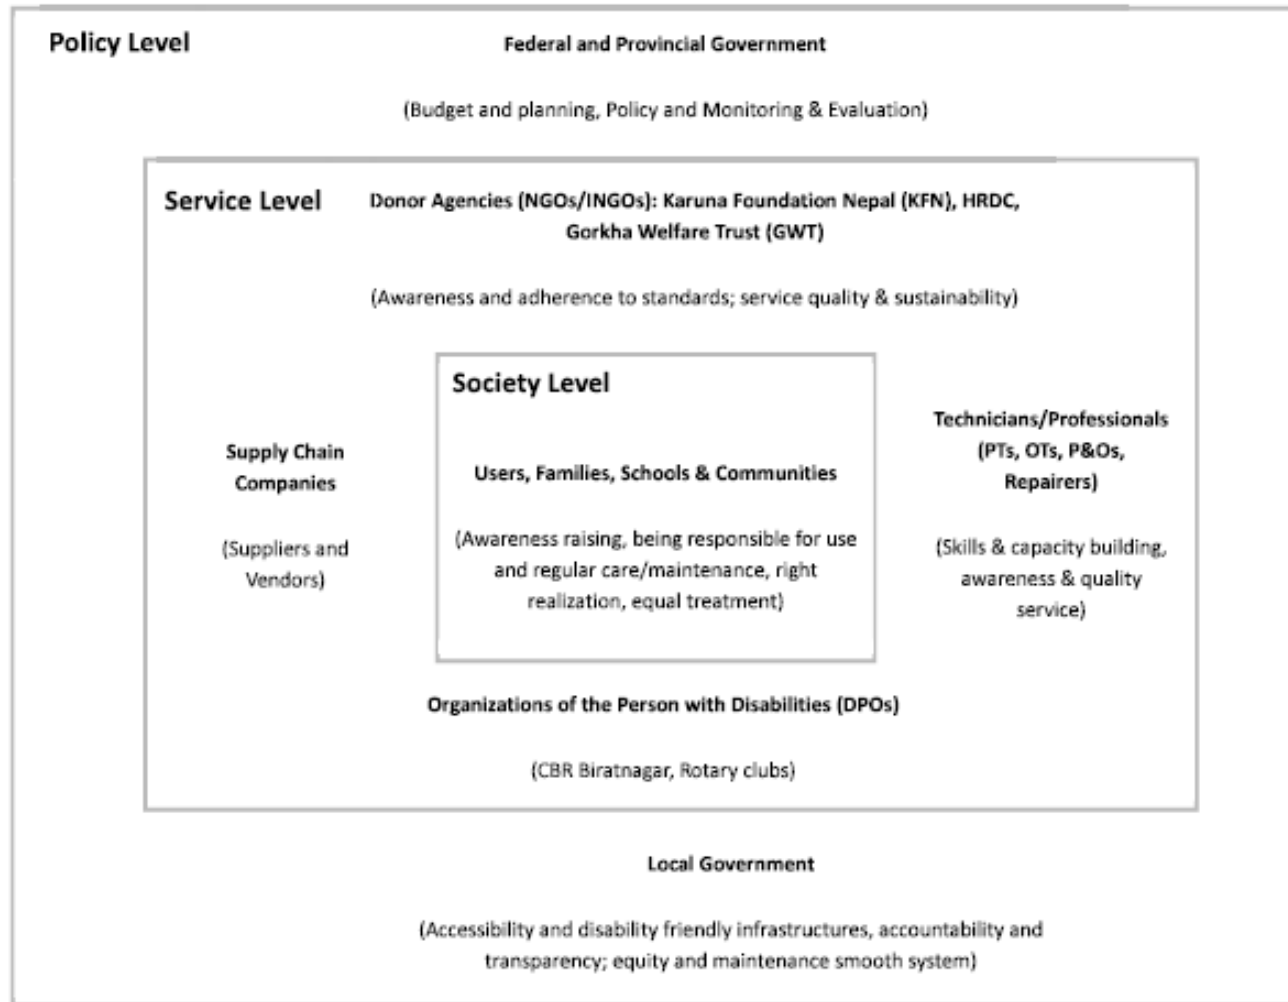 Policy Level
Federal and Provincial Government
(Budget and planning, Policy and Monitoring & Evaluation)
Service Level
Donor Agencies (NGOs/INGOs): Karuna Foundation Nepal (KFN), HRDC,
Gorkha Welfare Trust (GWT)
(Awareness and adherence to standards; service quality & sustainability)
Supply Chain
Companies
(Suppliers and
Vendors)
Society Level
Users, Families, Schools & Communities
(Awareness raising, being responsible for use
and regular care/maintenance, right
realization, equal treatment)
Technicians/Professionals
(PTs, OTs, P&Os,
Repairers)
(Skills & capacity building,
awareness & quality
service)
Organizations of the Person with Disabilities (DPOs)
(CBR Biratnagar, Rotary clubs)
Local Government
(Accessibility and disability friendly infrastructures, accountability and
transparency; equity and maintenance smooth system)